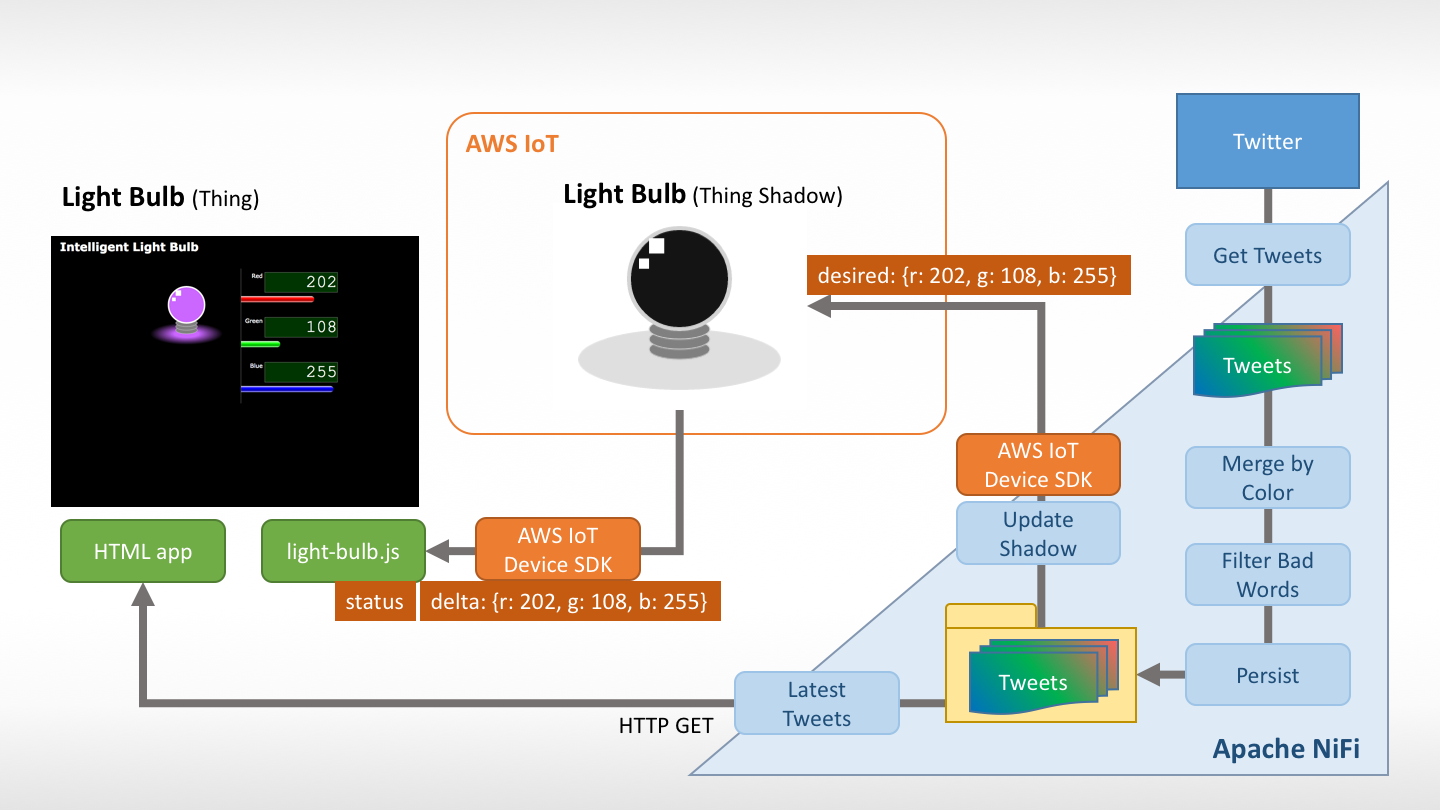 AWS IoT
Light Bulb (Thing)
Intelligent Light Bulb
Red
202
Green
108
Blue
255
Light Bulb (Thing Shadow)
desired: {r: 202, g: 108, b: 255}
Twitter
Get Tweets
Tweets
Merge by
Color
Filter Bad
Words
Persist
AWS IoT
Device SDK
Update
Shadow
Tweets
Latest
Tweets
HTTP GET
Apache NiFi
HTML app
light-bulb.js
AWS IoT
Device SDK
status
delta: {r: 202, g: 108, b: 255}